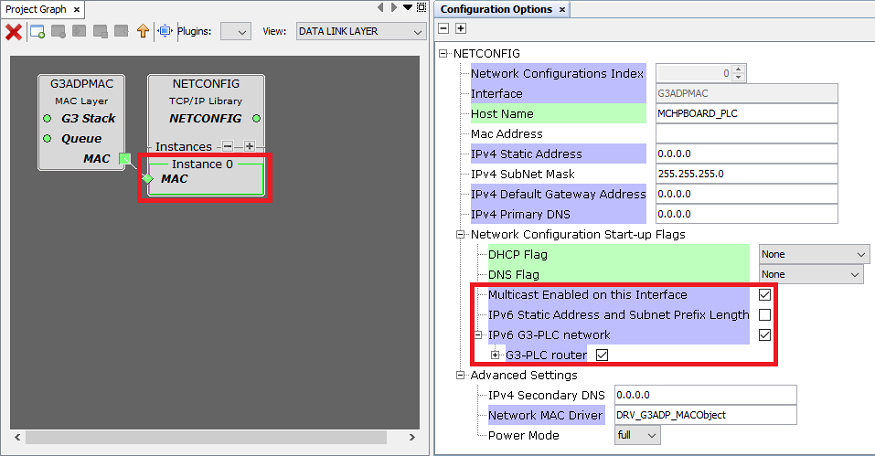 Project Graph ×
Plugins:
View: DATA LINK LAYER
G3ADPMAC
MAC Layer
G3 Stack
Queue
MAC
NETCONFIG
TCP/IP Library
NETCONFIG
Instances
Instance 0
MAC
Configuration Options ×
NETCONFIG
Network Configurations Index 0
Interface G3ADPMAC
Host Name MCHPBOARD_PLC
Mac Address
IPv4 Static Address 0.0.0.0
IPv4 SubNet Mask 255.255.255.0
IPv4 Default Gateway Address 0.0.0.0
IPv4 Primary DNS 0.0.0.0
Network Configuration Start-up Flags
DHCP Flag None
DNS Flag None
Multicast Enabled on this Interface
IPv6 Static Address and Subnet Prefix Length
IPv6 G3-PLC network
G3-PLC router
Advanced Settings
IPv4 Secondary DNS 0.0.0.0
Network MAC Driver DRV_G3ADP_MACObject
Power Mode full